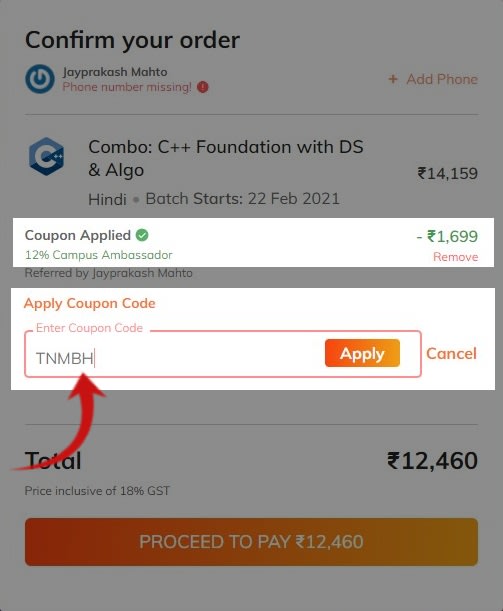 Confirm your order
Jayprakash Mahto
Phone number missing!
+ Add Phone
C++
Combo: C++ Foundation with DS
& Algo
₹14,159
Hindi • Batch Starts: 22 Feb 2021
Coupon Applied
- ₹1,699
12% Campus Ambassador
Remove
Referred by Jayprakash Mahto
Apply Coupon Code
Enter Coupon Code
TNMBH
Apply
Cancel
Total
₹12,460
Price inclusive of 18% GST
PROCEED TO PAY ₹12,460